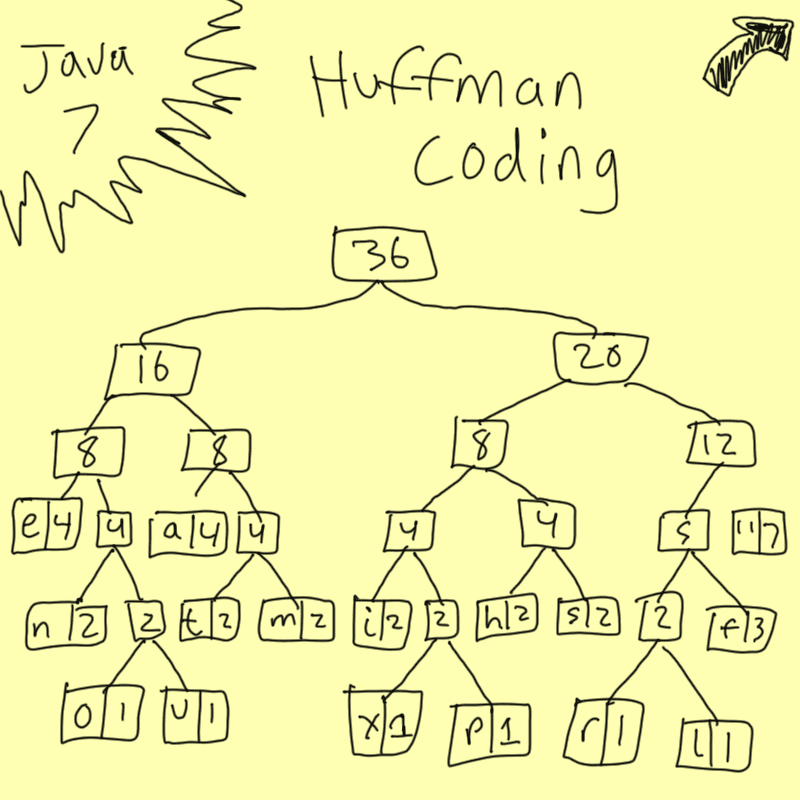 Java
7
Huffman
Coding
36
16 20
8 8 8 12
e 4 4 a 4 4 4 4 5 " 7
n 2 2 t 2 m 2 i 2 2 h 2 s 2 2 f 3
o 1 u 1 x 1 p 1 r 1 l 1